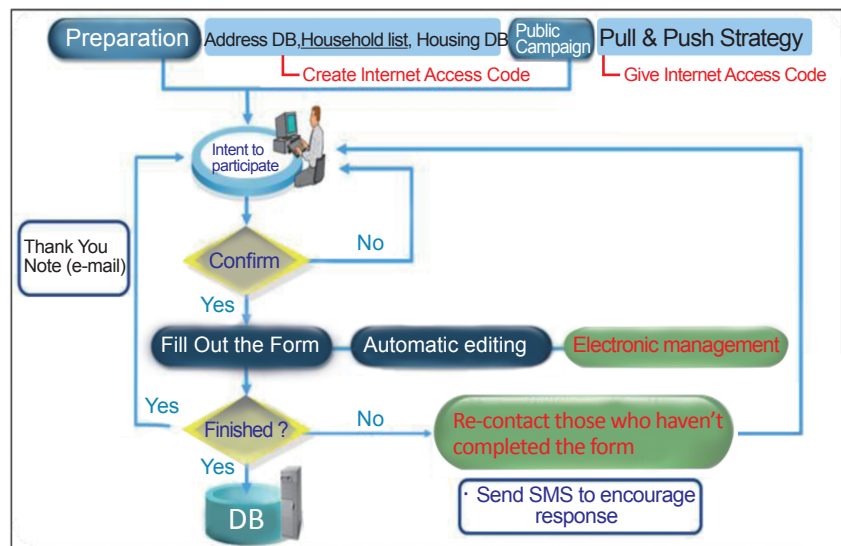 Preparation
Address DB,Household list, Housing DB
Public
Campaign
Pull & Push Strategy
Create Internet Access Code
Give Internet Access Code
Intent to
participate
Thank You
Note (e-mail)
Confirm
No
Yes
Fill Out the Form
Automatic editing
Electronic management
Yes
Finished ?
No
Re-contact those who haven't
completed the form
Yes
DB
· Send SMS to encourage
response